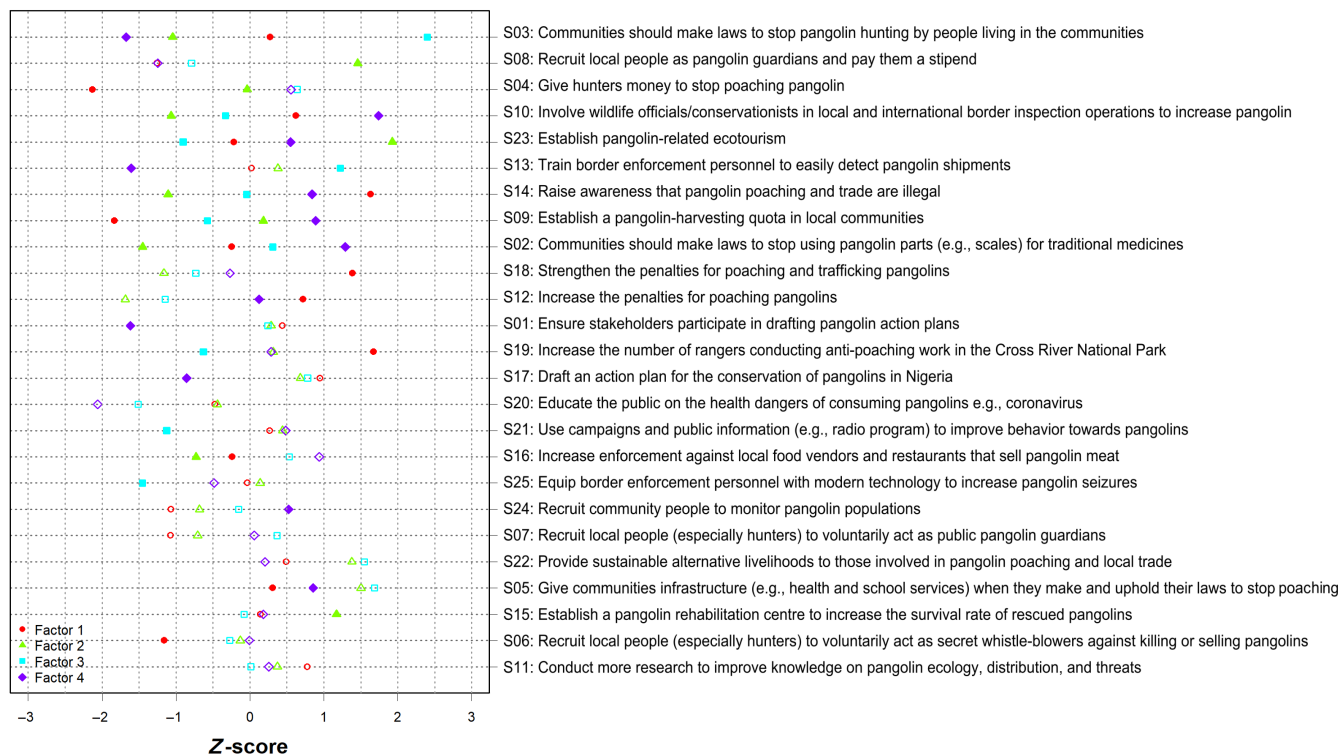 S03: Communities should make laws to stop pangolin hunting by people living in the communities
S08: Recruit local people as pangolin guardians and pay them a stipend
S04: Give hunters money to stop poaching pangolin
S10: Involve wildlife officials/conservationists in local and international border inspection operations to increase pangolin
S23: Establish pangolin-related ecotourism
S13: Train border enforcement personnel to easily detect pangolin shipments
S14: Raise awareness that pangolin poaching and trade are illegal
S09: Establish a pangolin-harvesting quota in local communities
S02: Communities should make laws to stop using pangolin parts (e.g., scales) for traditional medicines
S18: Strengthen the penalties for poaching and trafficking pangolins
S12: Increase the penalties for poaching pangolins
S01: Ensure stakeholders participate in drafting pangolin action plans
S19: Increase the number of rangers conducting anti-poaching work in the Cross River National Park
S17: Draft an action plan for the conservation of pangolins in Nigeria
S20: Educate the public on the health dangers of consuming pangolins e.g., coronavirus
S21: Use campaigns and public information (e.g., radio program) to improve behavior towards pangolins
S16: Increase enforcement against local food vendors and restaurants that sell pangolin meat
S25: Equip border enforcement personnel with modern technology to increase pangolin seizures
S24: Recruit community people to monitor pangolin populations
S07: Recruit local people (especially hunters) to voluntarily act as public pangolin guardians
S22: Provide sustainable alternative livelihoods to those involved in pangolin poaching and local trade
S05: Give communities infrastructure (e.g., health and school services) when they make and uphold their laws to stop poaching
S15: Establish a pangolin rehabilitation centre to increase the survival rate of rescued pangolins
S06: Recruit local people (especially hunters) to voluntarily act as secret whistle-blowers against killing or selling pangolins
S11: Conduct more research to improve knowledge on pangolin ecology, distribution, and threats
Factor 1
Factor 2
Factor 3
Factor 4
–3 –2 –1 0 1 2 3
Z-score